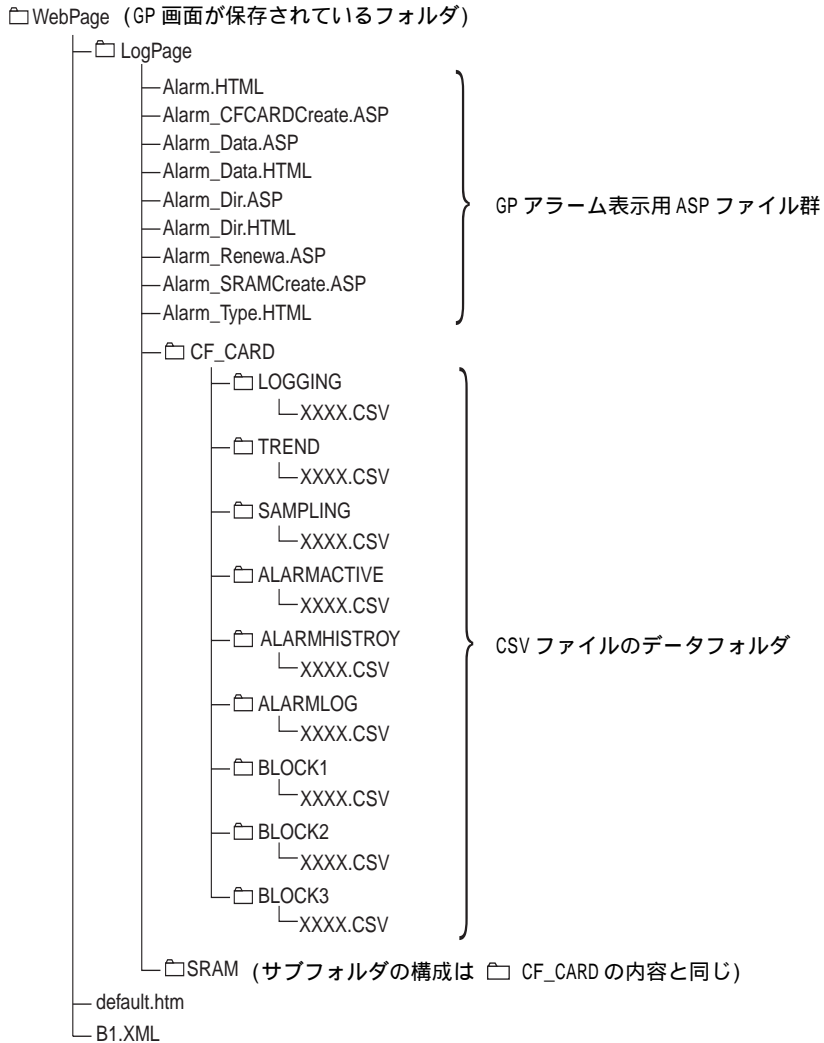 WebPage (GP 画面が保存されているフォルダ)
LogPage
Alarm.HTML
Alarm_CFCARDCreate.ASP
Alarm_Data.ASP
Alarm_Data.HTML
Alarm_Dir.ASP
Alarm_Dir.HTML
Alarm_Renewa.ASP
Alarm_SRAMCreate.ASP
Alarm_Type.HTML
GP アラーム表示用 ASP ファイル群
CF_CARD
LOGGING
XXXX.CSV
TREND
XXXX.CSV
SAMPLING
XXXX.CSV
ALARMACTIVE
XXXX.CSV
ALARMHISTROY
XXXX.CSV
CSV ファイルのデータフォルダ
ALARMLOG
XXXX.CSV
BLOCK1
XXXX.CSV
BLOCK2
XXXX.CSV
BLOCK3
XXXX.CSV
SRAM (サブフォルダの構成は CF_CARD の内容と同じ)
default.htm
B1.XML